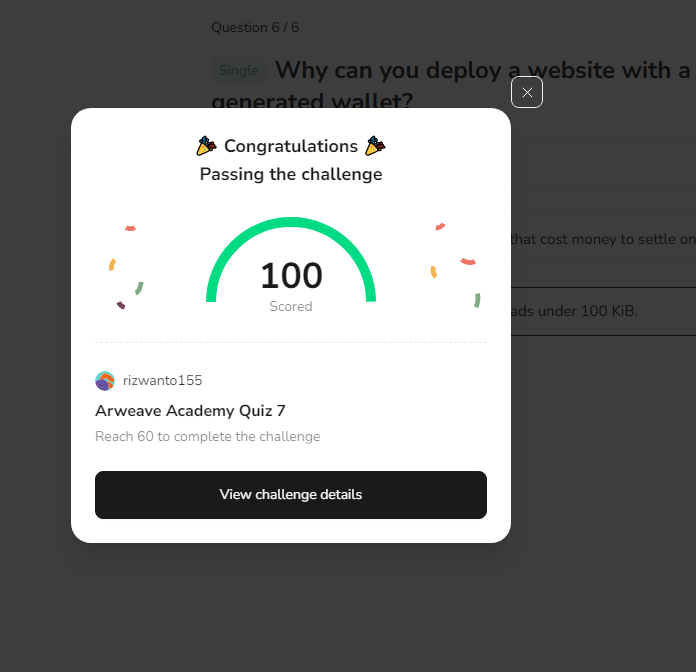 Question 6 / 6
Single Why can you deploy a website with a
generated wallet?
Congratulations
Passing the challenge
100
Scored
that cost money to settle on
ads under 100 KiB.
rizwanto155
Arweave Academy Quiz 7
Reach 60 to complete the challenge
View challenge details